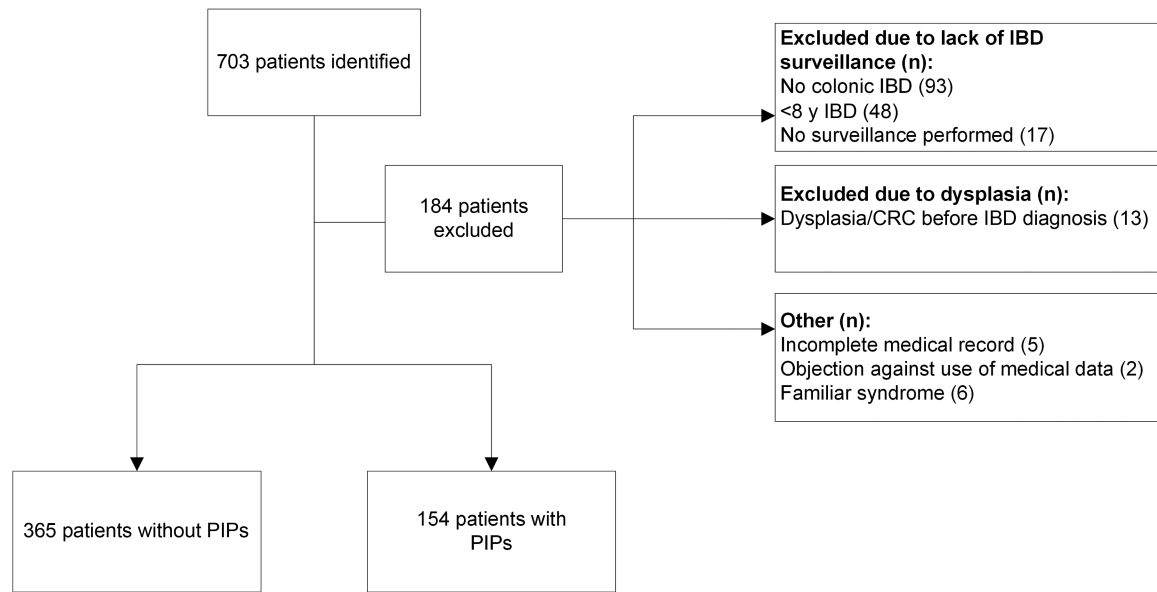 703 patients identified
184 patients
excluded
Excluded due to lack of IBD
surveillance (n):
No colonic IBD (93)
<8 y IBD (48)
No surveillance performed (17)
Excluded due to dysplasia (n):
Dysplasia/CRC before IBD diagnosis (13)
Other (n):
Incomplete medical record (5)
Objection against use of medical data (2)
Familiar syndrome (6)
365 patients without PIPs
154 patients with
PIPs